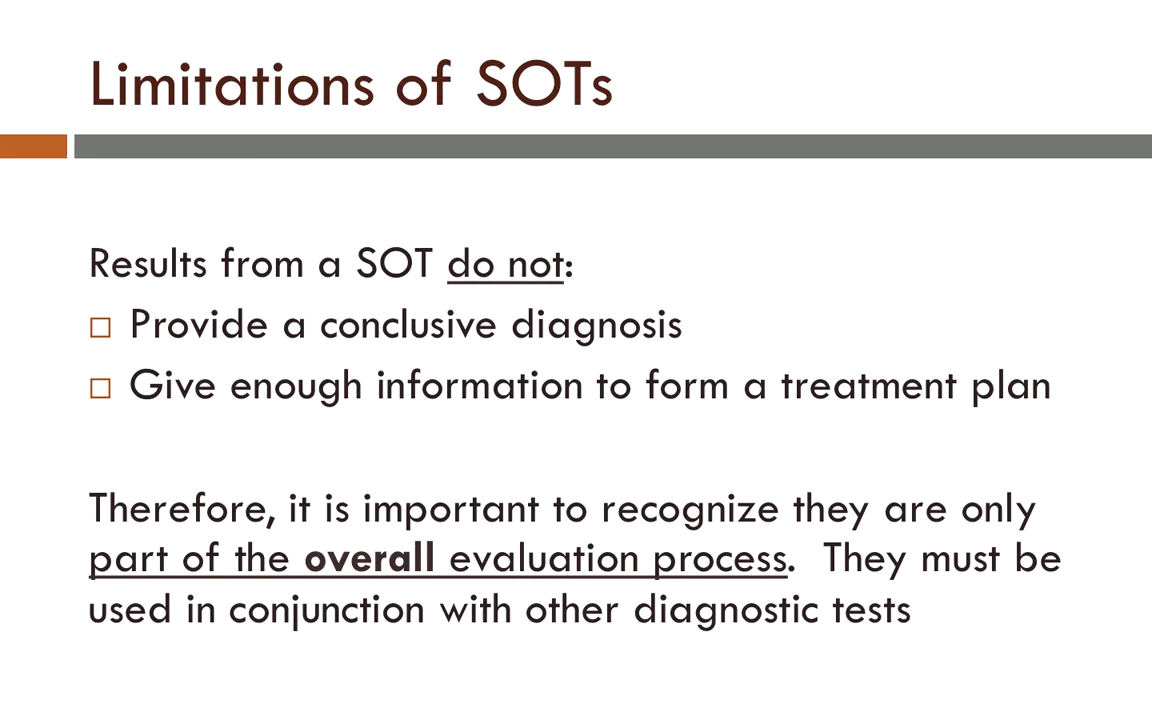 Limitations of SOTs
Results from a SOT do not:
Provide a conclusive diagnosis
Give enough information to form a treatment plan
Therefore, it is important to recognize they are only
part of the overall evaluation process.  They must be
used in conjunction with other diagnostic tests